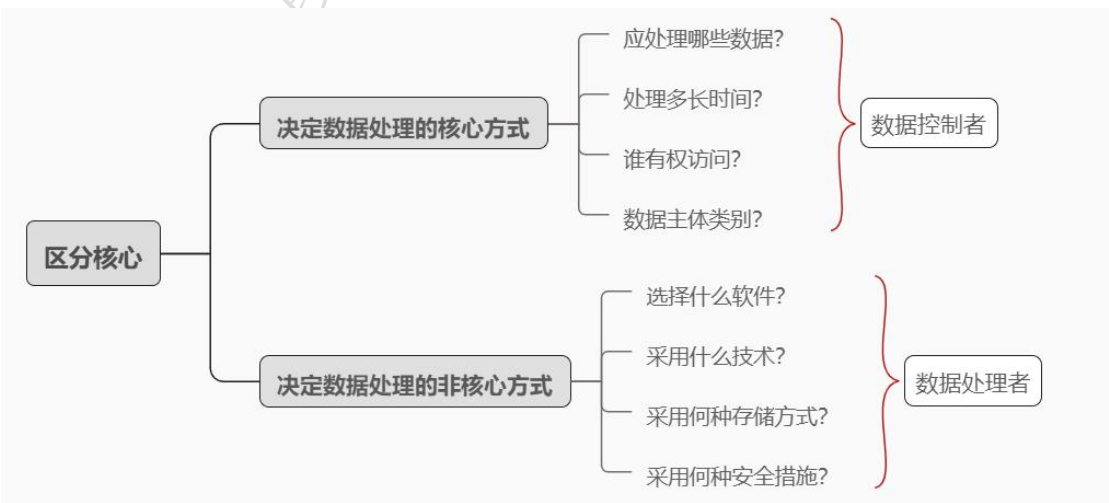 应处理哪些数据?
处理多长时间?
决定数据处理的核心方式
数据控制者
谁有权访问?
数据主体类别?
区分核心
选择什么软件?
采用什么技术?
决定数据处理的非核心方式
数据处理者
采用何种存储方式?
采用何种安全措施?